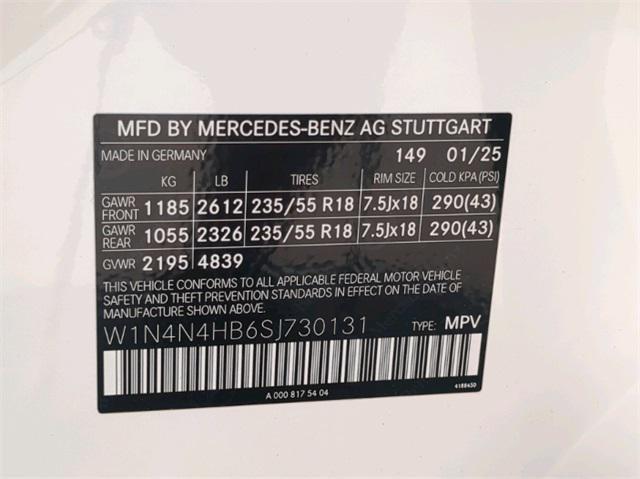 MFD BY MERCEDES-BENZ AG STUTTGART
MADE IN GERMANY 149 01/25
KG LB TIRES RIM SIZE COLD KPA(PSI)
GAWR FRONT 1185 2612 235/55 R18 7.5Jx18 290(43)
GAWR REAR 1055 2326 235/55 R18 7.5Jx18 290(43)
GVWR 2195 4839
THIS VEHICLE CONFORMS TO ALL APPLICABLE FEDERAL MOTOR VEHICLE
SAFETY AND THEFT PREVENTION STANDARDS IN EFFECT ON THE DATE OF
MANUFACTURE SHOWN ABOVE.
W1N4N4HB6SJ730131 TYPE: MPV
A 000 817 54 04 4188450